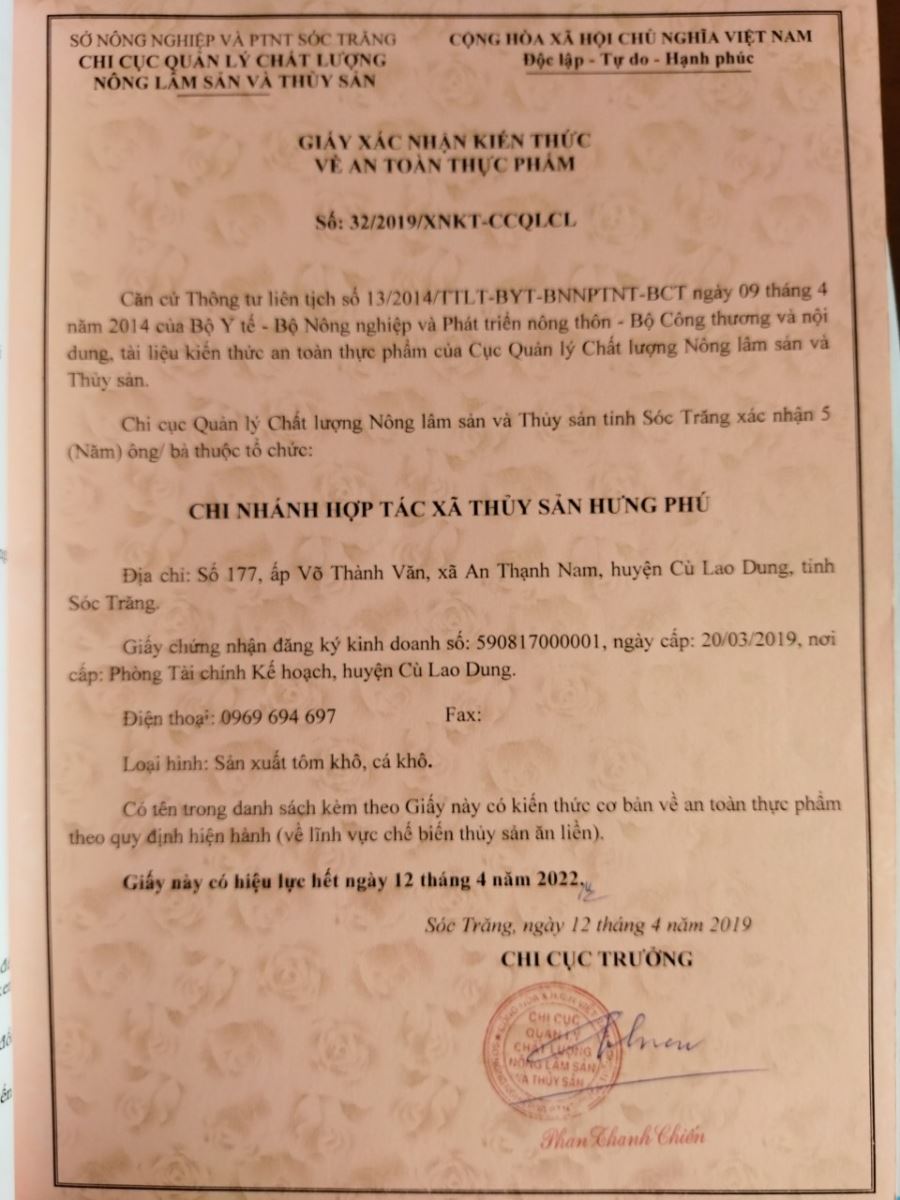 SỞ NÔNG NGHIỆP VÀ PTNT SÓC TRĂNG
CHI CỤC QUẢN LÝ CHẤT LƯỢNG
NÔNG LÂM SẢN VÀ THỦY SẢN
CỘNG HÒA XÃ HỘI CHỦ NGHĨA VIỆT NAM
Độc lập - Tự do - Hạnh phúc
GIẤY XÁC NHẬN KIẾN THỨC
VỀ AN TOÀN THỰC PHẨM
Số: 32/2019/XNKT-CCQLCL
Căn cứ Thông tư liên tịch số 13/2014/TTLT-BYT-BNNPTNT-BCT ngày 09 tháng 4
năm 2014 của Bộ Y tế - Bộ Nông nghiệp và Phát triển nông thôn - Bộ Công thương và nội
dung, tài liệu kiến thức an toàn thực phẩm của Cục Quản lý Chất lượng Nông lâm sản và
Thủy sản.
Chi cục Quản lý Chất lượng Nông lâm sản và Thủy sản tỉnh Sóc Trăng xác nhận 5
(Năm) ông/ bà thuộc tổ chức:
CHI NHÁNH HỢP TÁC XÃ THỦY SẢN HƯNG PHÚ
Địa chỉ: Số 177, ấp Võ Thành Văn, xã An Thạnh Nam, huyện Cù Lao Dung, tỉnh
Sóc Trăng.
Giấy chứng nhận đăng ký kinh doanh số: 590817000001, ngày cấp: 20/03/2019, nơi
cấp: Phòng Tài chính Kế hoạch, huyện Cù Lao Dung.
Điện thoại: 0969 694 697 Fax:
Loại hình: Sản xuất tôm khô, cá khô.
Có tên trong danh sách kèm theo Giấy này có kiến thức cơ bản về an toàn thực phẩm
theo quy định hiện hành (về lĩnh vực chế biến thủy sản ăn liền).
Giấy này có hiệu lực hết ngày 12 tháng 4 năm 2022.
Sóc Trăng, ngày 12 tháng 4 năm 2019
CHI CỤC TRƯỞNG
CHI CỤC
QUẢN LÝ
CHẤT LƯỢNG
NÔNG LÂM SẢN
VÀ THỦY SẢN
Phan Thanh Chiến